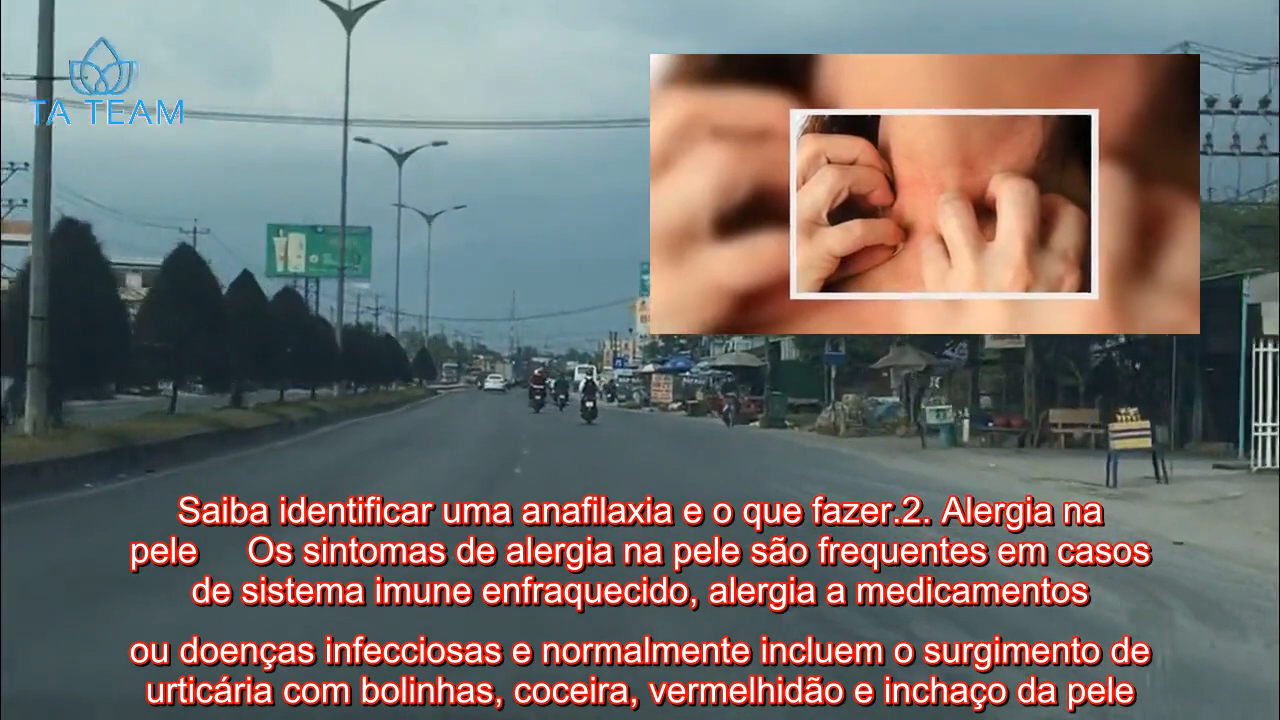 TA TEAM
Saiba identificar uma anafilaxia e o que fazer.2. Alergia na
pele     Os sintomas de alergia na pele são frequentes em casos
de sistema imune enfraquecido, alergia a medicamentos
ou doenças infecciosas e normalmente incluem o surgimento de
urticária com bolinhas, coceira, vermelhidão e inchaço da pele